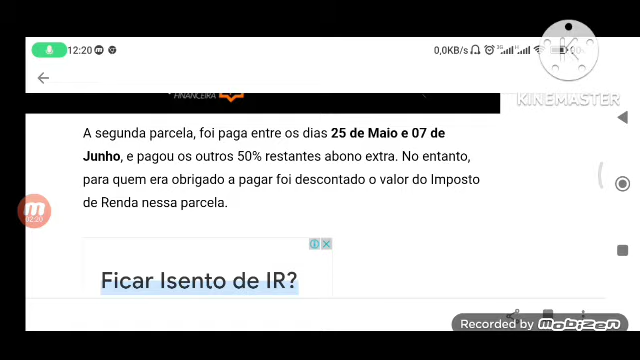 12:20
0,0KB/s
3G
KINEMASTER
FINANCEIRA
A segunda parcela, foi paga entre os dias 25 de Maio e 07 de
Junho, e pagou os outros 50% restantes abono extra. No entanto,
para quem era obrigado a pagar foi descontado o valor do Imposto
de Renda nessa parcela.
Ficar Isento de IR?
Recorded by mobizen